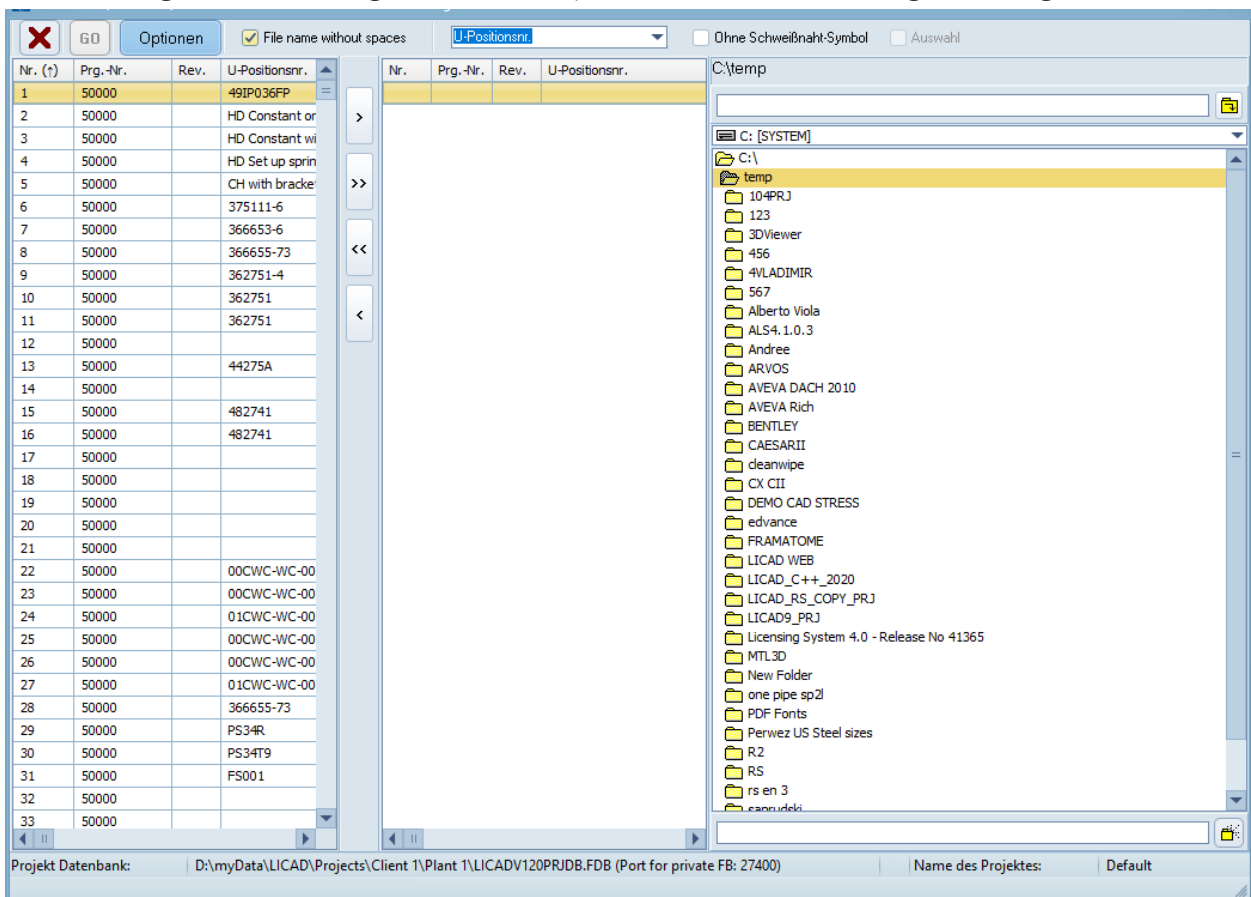 GO Optionen File name without spaces U-Positionsnr. Ohne Schweißnaht-Symbol Auswahl
Nr. (↑) Prg.-Nr. Rev. U-Positionsnr.
1 50000 49IP036FP
2 50000 HD Constant or
3 50000 HD Constant wi
4 50000 HD Set up sprin
5 50000 CH with bracke
6 50000 375111-6
7 50000 366653-6
8 50000 366655-73
9 50000 362751-4
10 50000 362751
11 50000 362751
12 50000
13 50000 44275A
14 50000
15 50000 482741
16 50000 482741
17 50000
18 50000
19 50000
20 50000
21 50000
22 50000 00CWC-WC-00
23 50000 00CWC-WC-00
24 50000 01CWC-WC-00
25 50000 00CWC-WC-00
26 50000 00CWC-WC-00
27 50000 01CWC-WC-00
28 50000 366655-73
29 50000 PS34R
30 50000 PS34T9
31 50000 FS001
32 50000
33 50000
>
>>
<<
<
Nr. Prg.-Nr. Rev. U-Positionsnr.
C:\temp
C: [SYSTEM]
C:\
temp
104PRJ
123
3DViewer
456
4VLADIMIR
567
Alberto Viola
ALS4.1.0.3
Andree
ARVOS
AVEVA DACH 2010
AVEVA Rich
BENTLEY
CAESARII
cleanwipe
CX CII
DEMO CAD STRESS
edvance
FRAMATOME
LICAD WEB
LICAD_C++_2020
LICAD_RS_COPY_PRJ
LICAD9_PRJ
Licensing System 4.0 - Release No 41365
MTL3D
New Folder
one pipe sp2l
PDF Fonts
Perwez US Steel sizes
R2
RS
rs en 3
Projekt Datenbank: D:\myData\LICAD\Projects\Client 1\Plant 1\LICADV120PRJDB.FDB (Port for private FB: 27400) Name des Projektes: Default